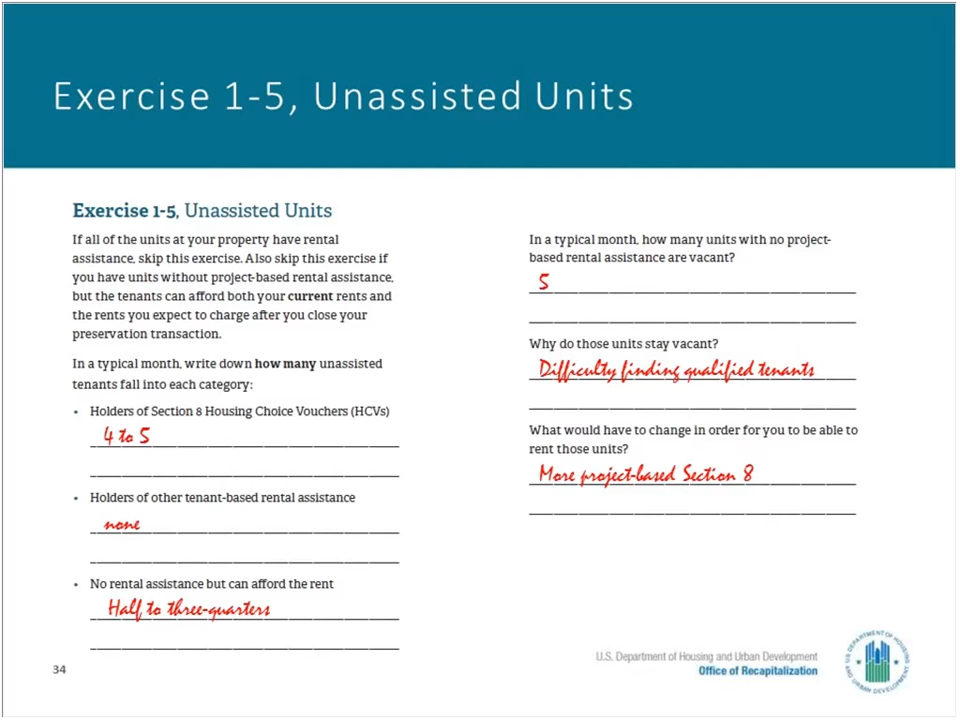 Exercise 1-5, Unassisted Units
Exercise 1-5, Unassisted Units
If all of the units at your property have rental
assistance, skip this exercise. Also skip this exercise if
you have units without project-based rental assistance,
but the tenants can afford both your current rents and
the rents you expect to charge after you close your
preservation transaction.
In a typical month, write down how many unassisted
tenants fall into each category:
• Holders of Section 8 Housing Choice Vouchers (HCVs)
4 to 5
• Holders of other tenant-based rental assistance
none
• No rental assistance but can afford the rent
Half to three-quarters
In a typical month, how many units with no project-
based rental assistance are vacant?
5
Why do those units stay vacant?
Difficulty finding qualified tenants
What would have to change in order for you to be able to
rent those units?
More project-based Section 8
34
U.S. Department of Housing and Urban Development
Office of Recapitalization
U.S. DEPARTMENT OF HOUSING
AND URBAN DEVELOPMENT